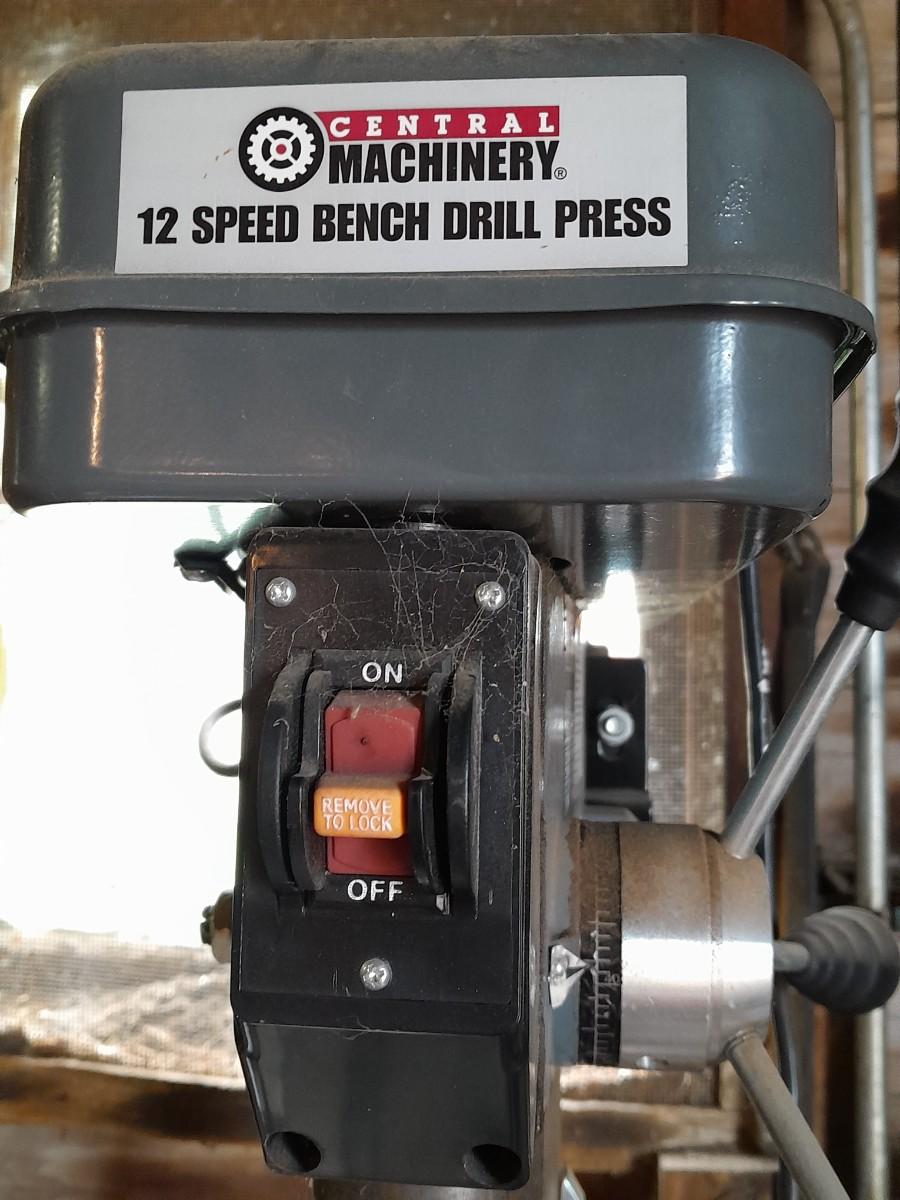 CENTRAL
MACHINERY®
12 SPEED BENCH DRILL PRESS
ON
REMOVE
TO LOCK
OFF